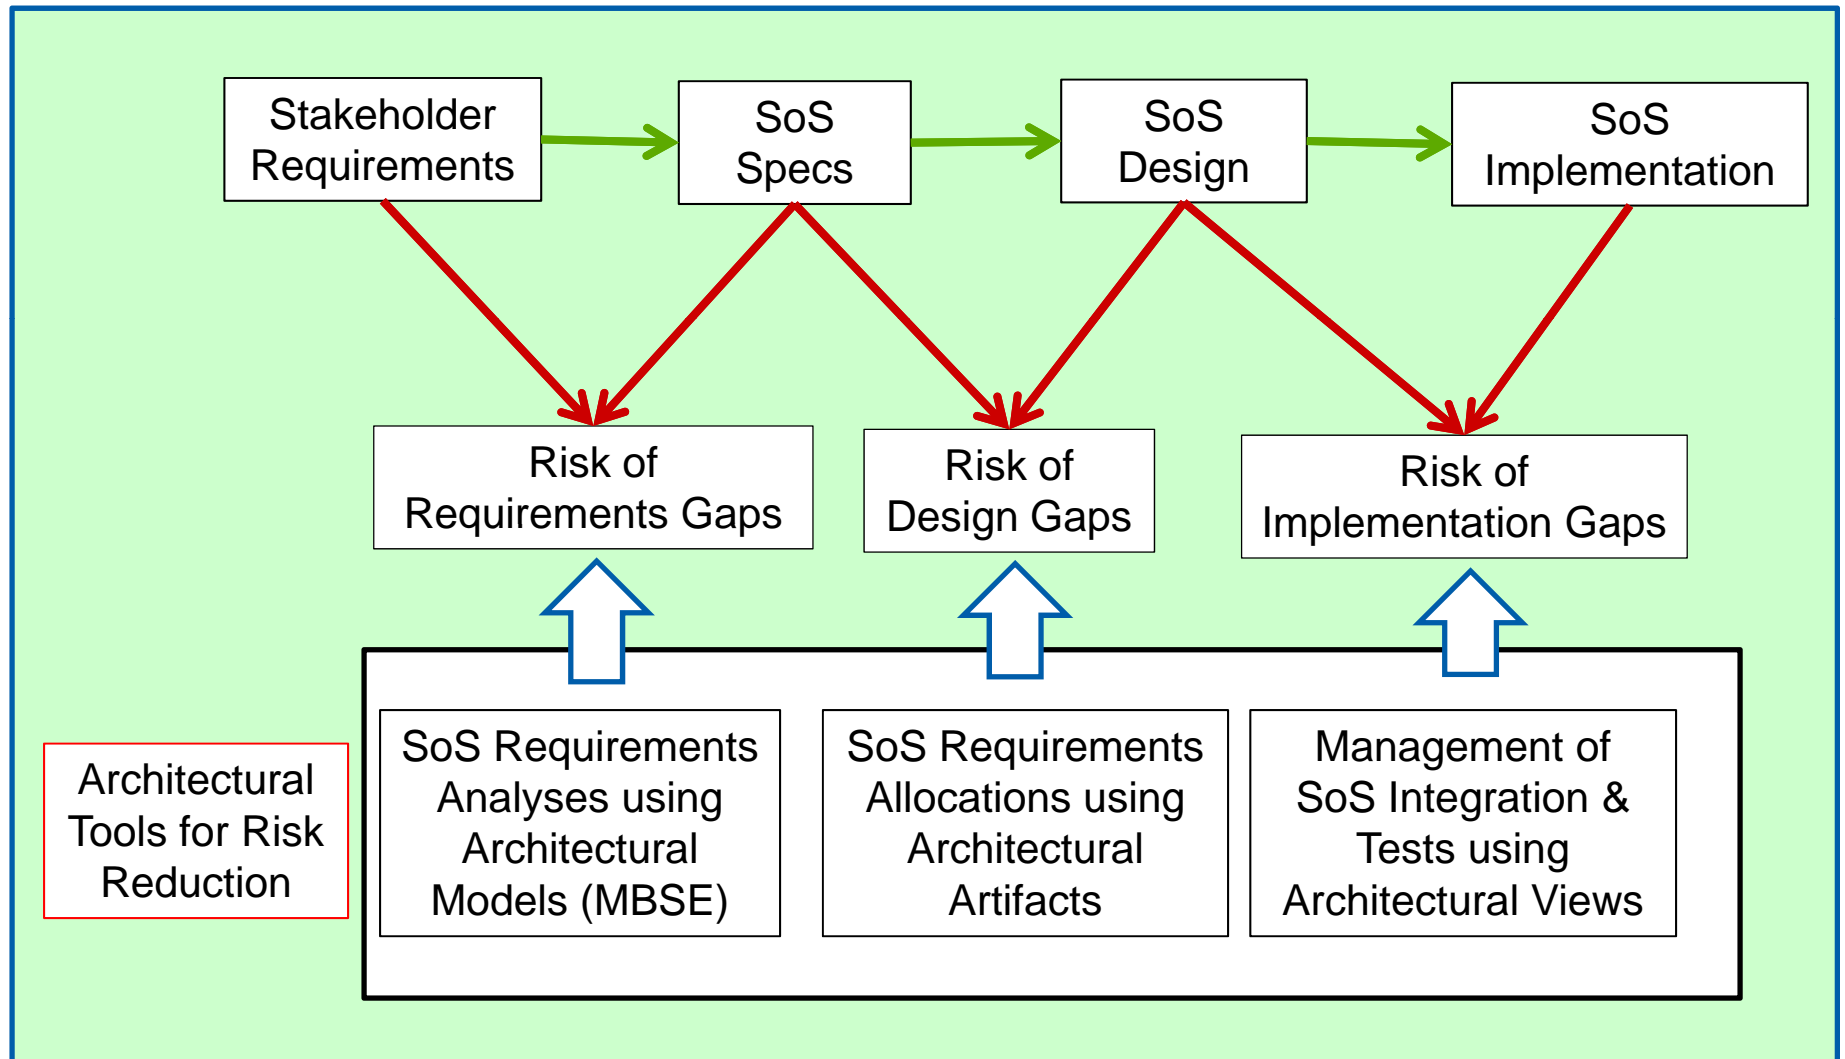 Stakeholder
Requirements
SoS
Specs
SoS
Design
SoS
Implementation
Risk of
Requirements Gaps
Risk of
Design Gaps
Risk of
Implementation Gaps
Architectural
Tools for Risk
Reduction
SoS Requirements
Analyses using
Architectural
Models (MBSE)
SoS Requirements
Allocations using
Architectural
Artifacts
Management of
SoS Integration &
Tests using
Architectural Views